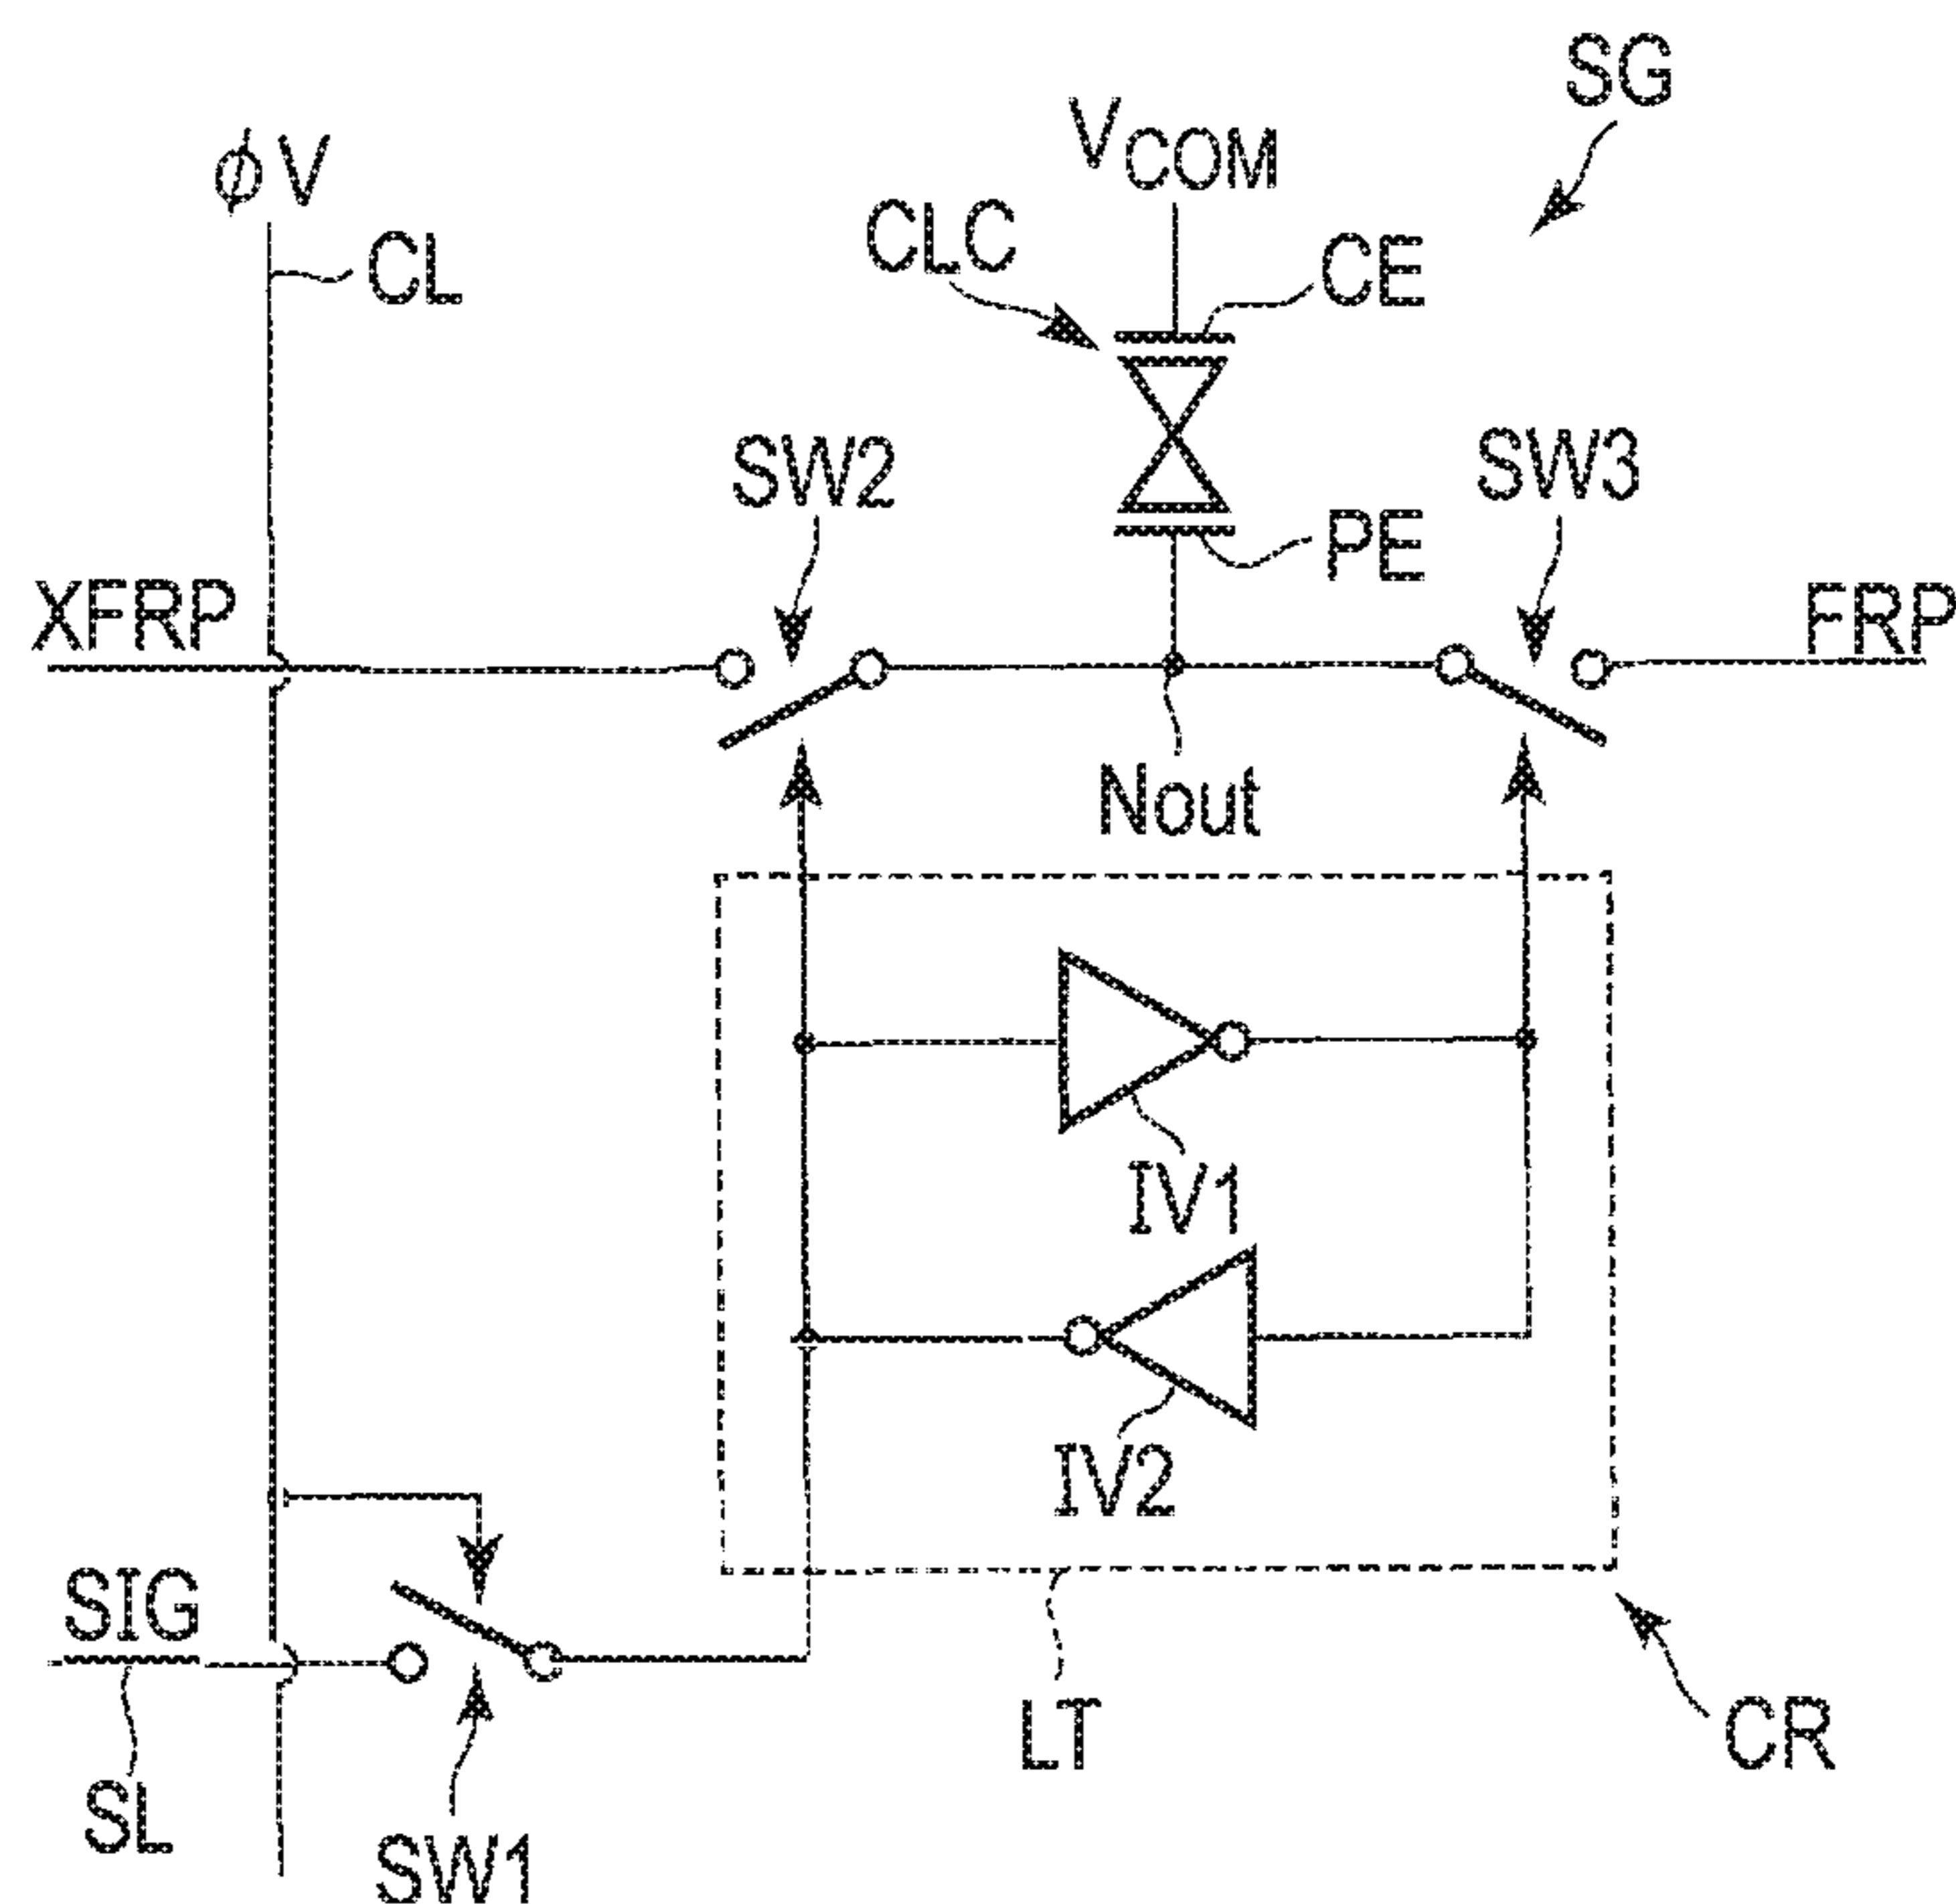 SG
VCOM
ϕV
CLC
CL
CE
SW2
SW3
PE
XFRP
FRP
Nout
IV1
IV2
SIG
LT
CR
SL
SW1